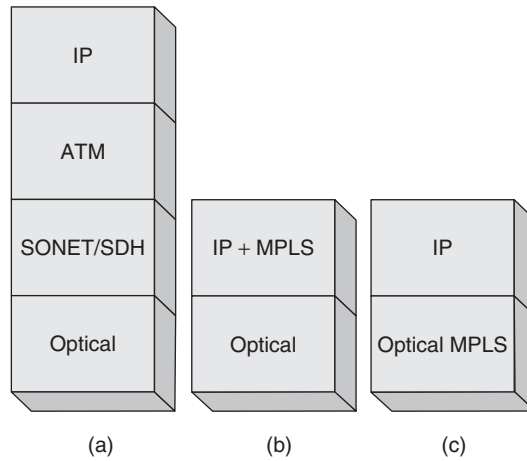 IP
ATM
SONET/SDH
Optical
(a)
IP + MPLS
Optical
(b)
IP
Optical MPLS
(c)